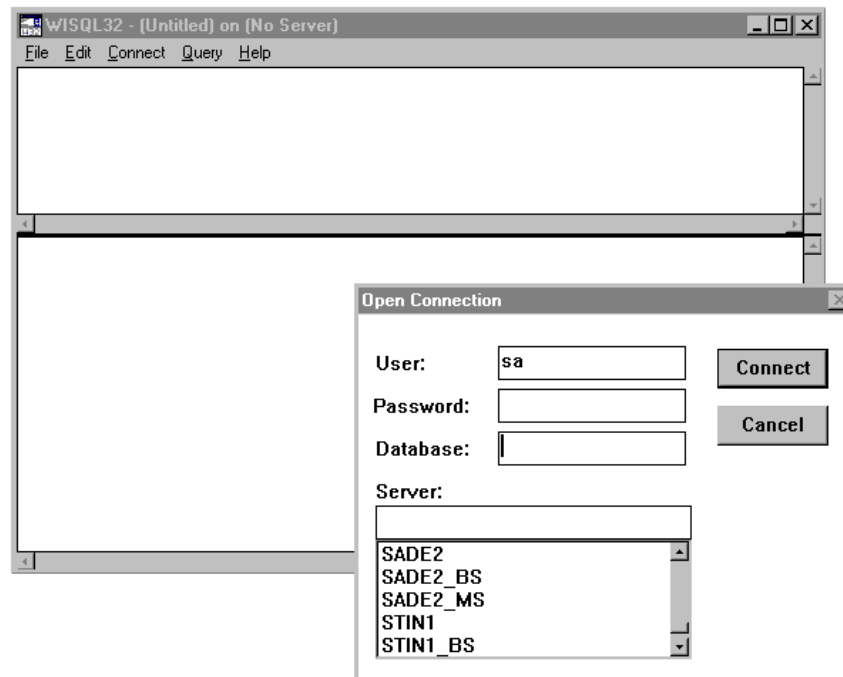 WISQL32 - (Untitled) on (No Server)
File Edit Connect Query Help
Open Connection
User: sa
Connect
Password:
Cancel
Database:
Server:
SADE2
SADE2_BS
SADE2_MS
STIN1
STIN1_BS